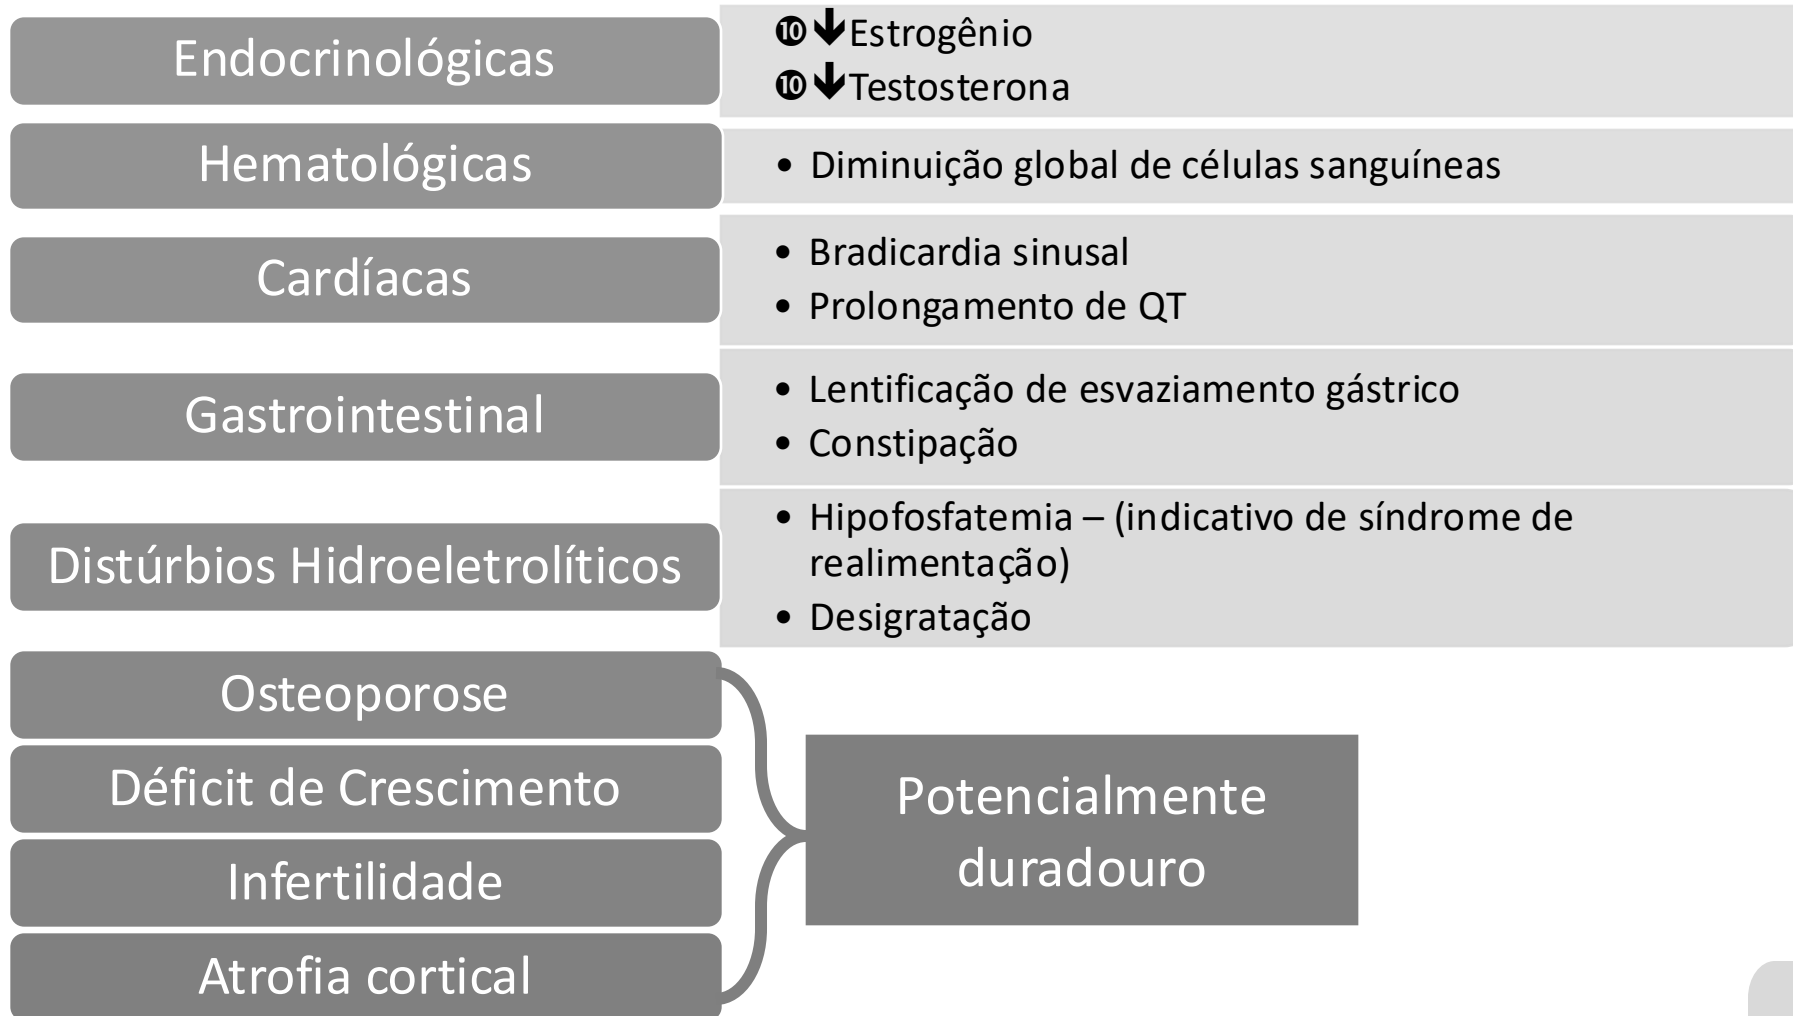 Endocrinológicas
❿🡻Estrogênio
❿🡻Testosterona
Hematológicas
• Diminuição global de células sanguíneas
Cardíacas
• Bradicardia sinusal
• Prolongamento de QT
Gastrointestinal
• Lentificação de esvaziamento gástrico
• Constipação
Distúrbios Hidroeletrolíticos
• Hipofosfatemia – (indicativo de síndrome de
realimentação)
• Desigratação
Osteoporose
Déficit de Crescimento
Infertilidade
Atrofia cortical
Potencialmente
duradouro